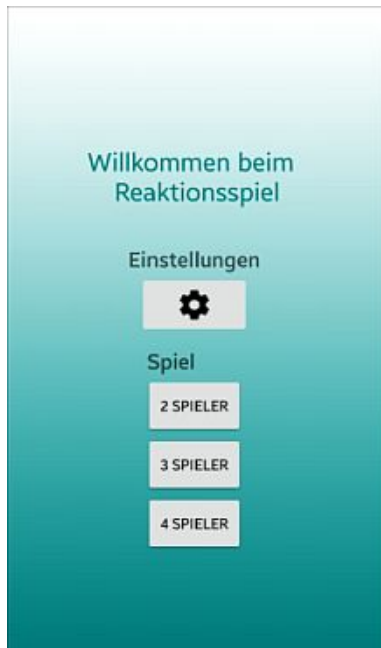 Willkommen beim
Reaktionsspiel
Einstellungen
Spiel
2 SPIELER
3 SPIELER
4 SPIELER